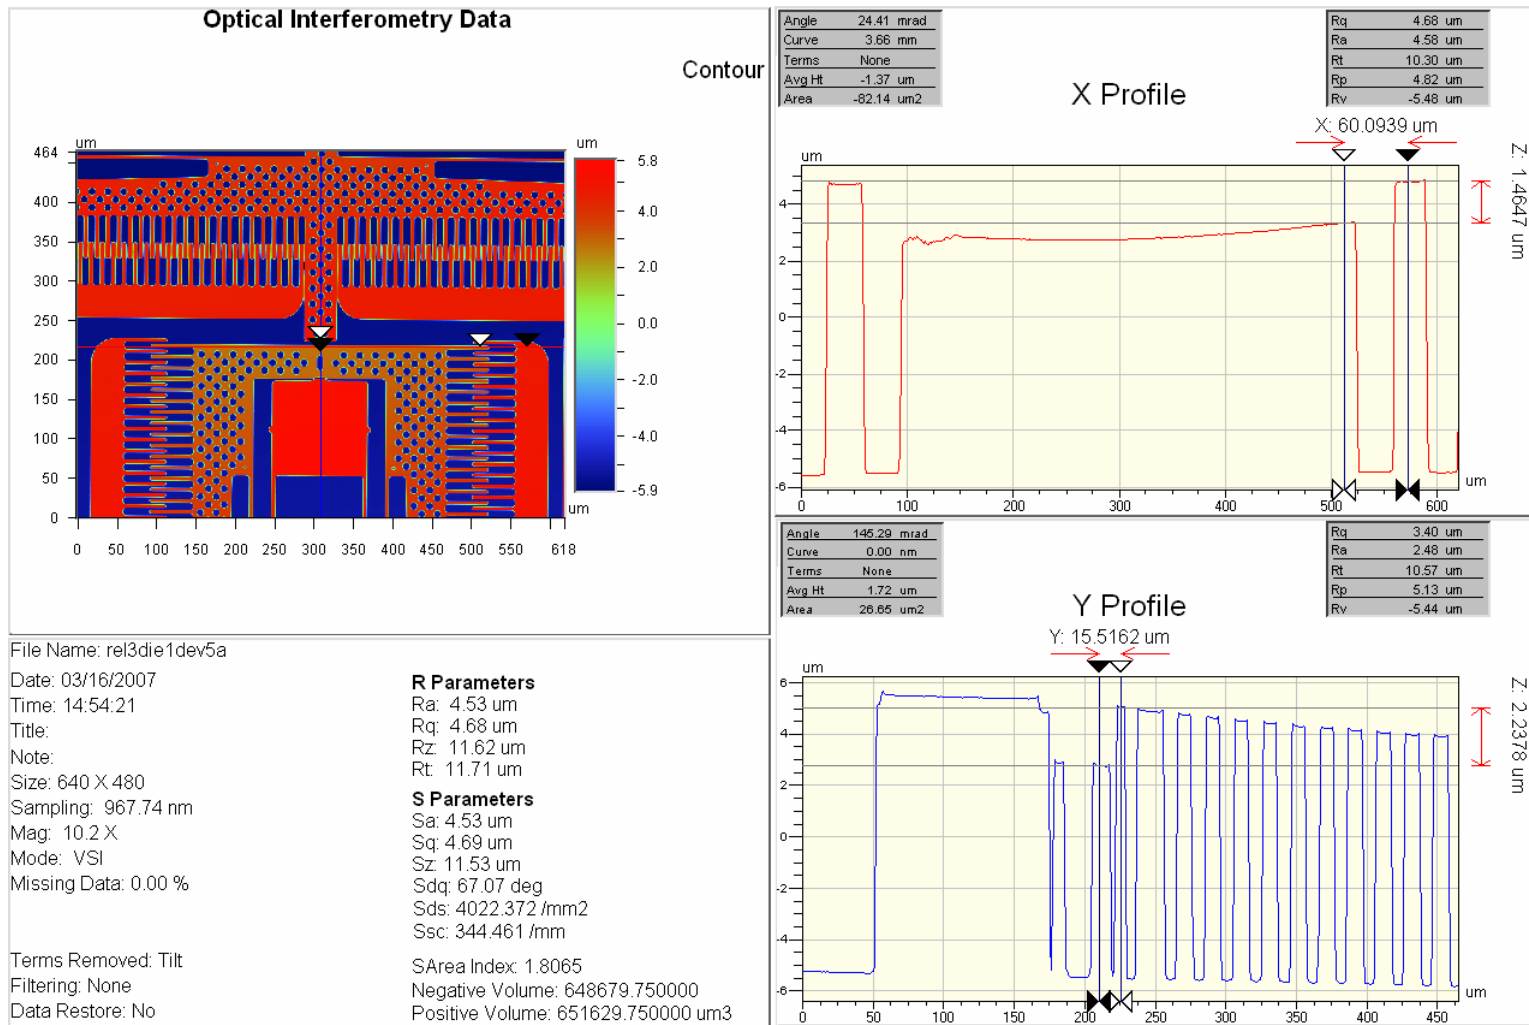 Optical Interferometry Data
Contour
um
um
464
400
350
300
250
200
150
100
50
0
5.8
4.0
2.0
0.0
-2.0
-4.0
-5.9
um
0 50 100 150 200 250 300 350 400 450 500 550 618
File Name: rel3die1dev5a
Date: 03/16/2007
Time: 14:54:21
Title:
Note:
Size: 640 X 480
Sampling: 967.74 nm
Mag: 10.2 X
Mode: VSI
Missing Data: 0.00 %
Terms Removed: Tilt
Filtering: None
Data Restore: No
R Parameters
Ra: 4.53 um
Rq: 4.68 um
Rz: 11.62 um
Rt: 11.71 um
S Parameters
Sa: 4.53 um
Sq: 4.69 um
Sz: 11.53 um
Sdq: 67.07 deg
Sds: 4022.372 /mm2
Ssc: 344.461 /mm
SArea Index: 1.8065
Negative Volume: 648679.750000
Positive Volume: 651629.750000 um3
Angle 24.41 mrad
Curve 3.66 mm
Terms None
Avg Ht -1.37 um
Area -82.14 um2
X Profile
Rq 4.68 um
Ra 4.58 um
Rt 10.30 um
Rp 4.82 um
Rv -5.48 um
X: 60.0939 um
um
4
2
0
-2
-4
-6
um
0 100 200 300 400 500 600
Z: 1.4647 um
Angle 145.29 mrad
Curve 0.00 nm
Terms None
Avg Ht 1.72 um
Area 26.65 um2
Y Profile
Rq 3.40 um
Ra 2.48 um
Rt 10.57 um
Rp 5.13 um
Rv -5.44 um
Y: 15.5162 um
um
6
4
2
0
-2
-4
-6
um
0 50 100 150 200 250 300 350 400 450
Z: 2.2378 um